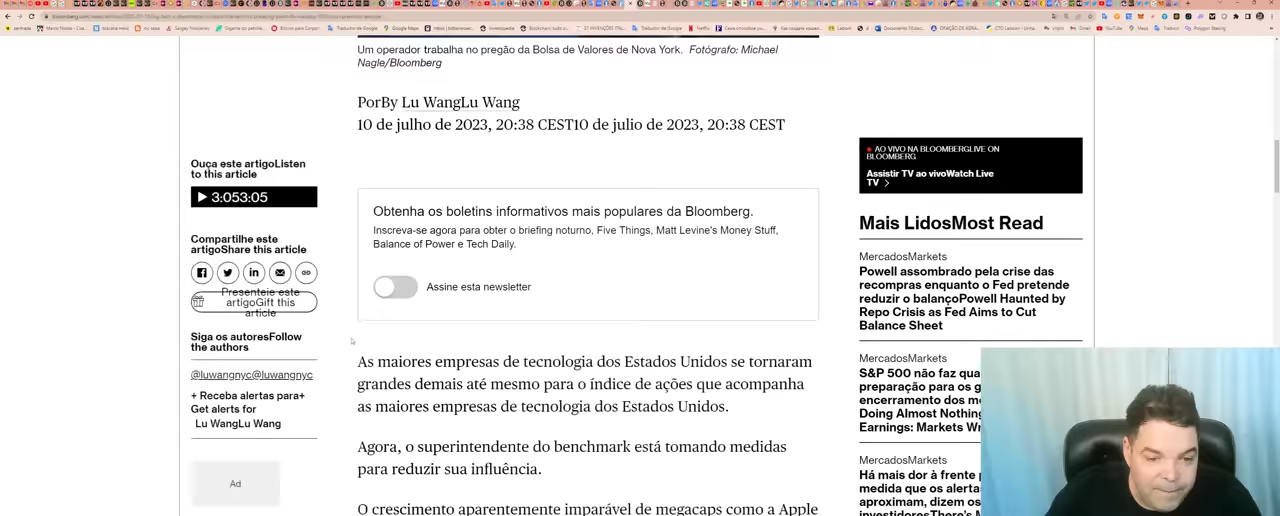 Um operador trabalha no pregão da Bolsa de Valores de Nova York. Fotógrafo: Michael
Nagle/Bloomberg
PorBy Lu WangLu Wang
10 de julho de 2023, 20:38 CEST10 de julio de 2023, 20:38 CEST
Ouça este artigoListen
to this article
3:053:05
Compartilhe este
artigoShare this article
Presenteie este
artigoGift this
article
Siga os autoresFollow
the authors
@luwangnyc@luwangnyc
+ Receba alertas para+
Get alerts for
Lu WangLu Wang
Ad
Obtenha os boletins informativos mais populares da Bloomberg.
Inscreva-se agora para obter o briefing noturno, Five Things, Matt Levine's Money Stuff,
Balance of Power e Tech Daily.
Assine esta newsletter
As maiores empresas de tecnologia dos Estados Unidos se tornaram
grandes demais até mesmo para o índice de ações que acompanha
as maiores empresas de tecnologia dos Estados Unidos.
Agora, o superintendente do benchmark está tomando medidas
para reduzir sua influência.
O crescimento aparentemente imparável de megacaps como a Apple
AO VIVO NA BLOOMBERGLIVE ON
BLOOMBERG
Assistir TV ao vivoWatch Live
TV
Mais LidosMost Read
MercadosMarkets
Powell assombrado pela crise das
recompras enquanto o Fed pretende
reduzir o balançoPowell Haunted by
Repo Crisis as Fed Aims to Cut
Balance Sheet
MercadosMarkets
S&P 500 não faz qua
preparação para os g
encerramento dos m
Doing Almost Nothing
Earnings: Markets Wr
MercadosMarkets
Há mais dor à frente p
medida que os alerta
aproximam, dizem os
investidoresThere's M